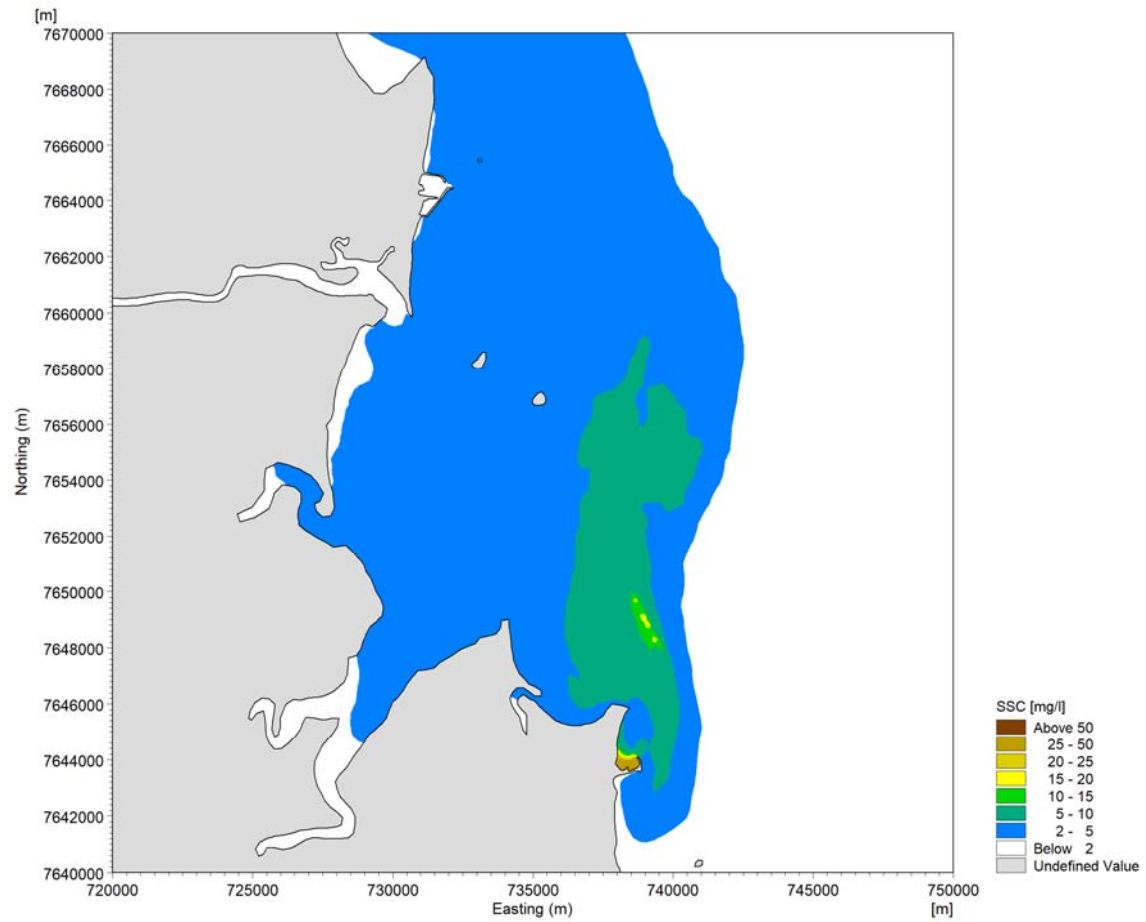 [m]
7670000
7668000
7666000
7664000
7662000
7660000
7658000
7656000
7654000
7652000
7650000
7648000
7646000
7644000
7642000
7640000
Northing (m)
720000 725000 730000 735000 740000 745000 750000
Easting (m) [m]
SSC [mg/l]
Above 50
25 - 50
20 - 25
15 - 20
10 - 15
5 - 10
2 - 5
Below 2
Undefined Value